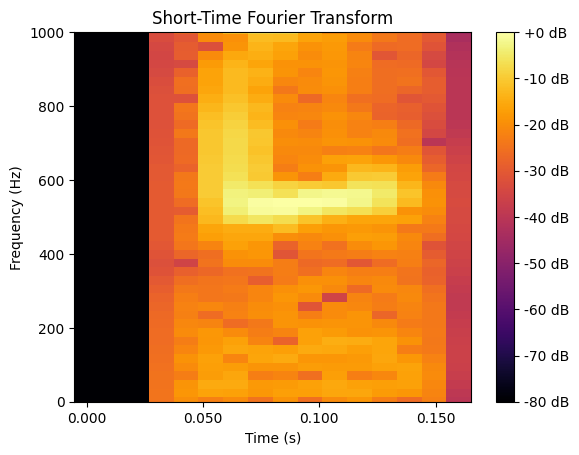 Short-Time Fourier Transform
1000
800
600
400
200
0
Frequency (Hz)
0.000
0.050
0.100
0.150
Time (s)
+0 dB
-10 dB
-20 dB
-30 dB
-40 dB
-50 dB
-60 dB
-70 dB
-80 dB